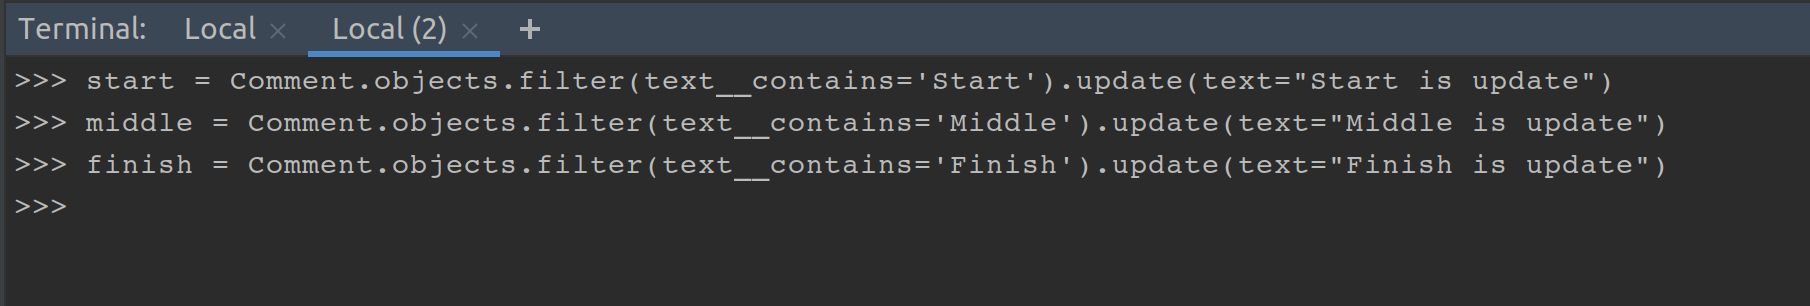 Terminal: Local × Local (2) × +
>>> start = Comment.objects.filter(text__contains='Start').update(text="Start is update")
>>> middle = Comment.objects.filter(text__contains='Middle').update(text="Middle is update")
>>> finish = Comment.objects.filter(text__contains='Finish').update(text="Finish is update")
>>>